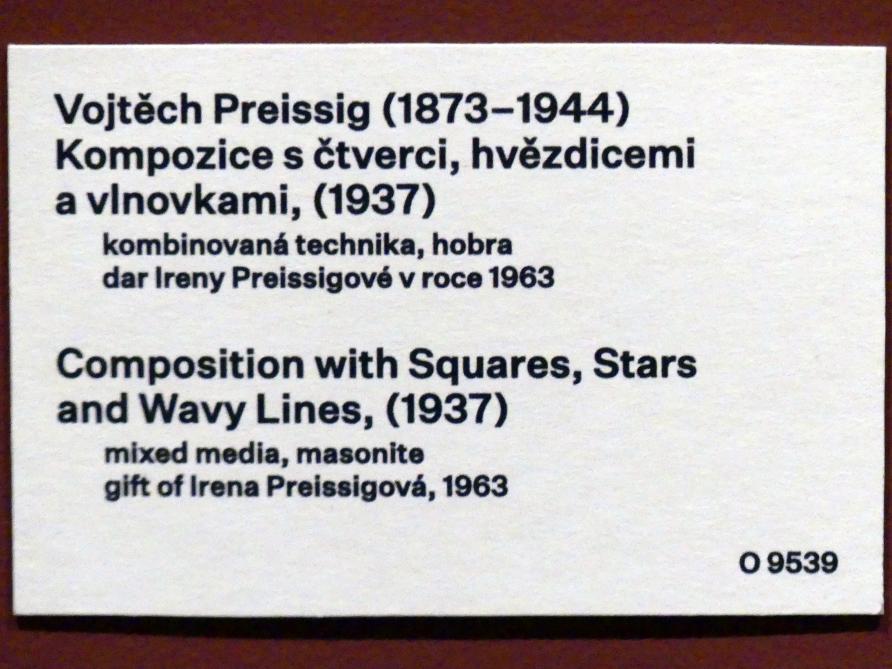 Vojtěch Preissig (1873–1944)
Kompozice s čtverci, hvězdicemi
a vlnovkami, (1937)
kombinovaná technika, hobra
dar Ireny Preissigové v roce 1963
Composition with Squares, Stars
and Wavy Lines, (1937)
mixed media, masonite
gift of Irena Preissigová, 1963
O 9539